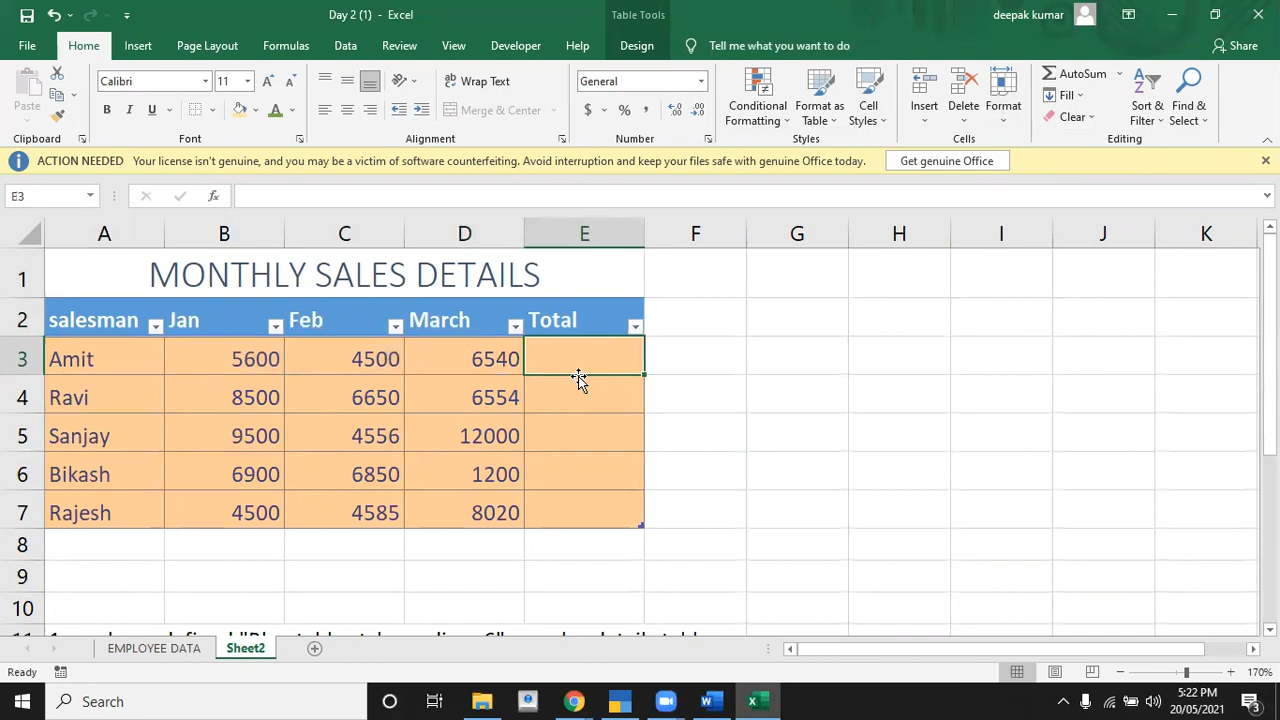 Day 2 (1) - Excel
Table Tools
deepak kumar
File Home Insert Page Layout Formulas Data Review View Developer Help Design Tell me what you want to do Share
Paste
Clipboard
Calibri 11
B I U
Font
Wrap Text
Merge & Center
Alignment
General
$ % ,
Number
Conditional Formatting
Format as Table
Cell Styles
Styles
Insert Delete Format
Cells
AutoSum
Fill
Clear
Sort & Filter
Find & Select
Editing
ACTION NEEDED Your license isn't genuine, and you may be a victim of software counterfeiting. Avoid interruption and keep your files safe with genuine Office today. Get genuine Office
E3 fx
A B C D E F G H I J K
1 MONTHLY SALES DETAILS
2 salesman Jan Feb March Total
3 Amit 5600 4500 6540
4 Ravi 8500 6650 6554
5 Sanjay 9500 4556 12000
6 Bikash 6900 6850 1200
7 Rajesh 4500 4585 8020
8
9
10
EMPLOYEE DATA Sheet2
Ready 170%
Search
5:22 PM
20/05/2021
3